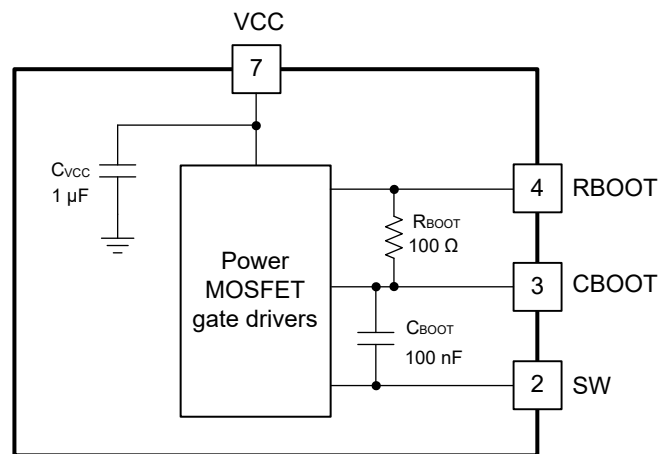 VCC
7
CVCC
1 µF
4 RBOOT
RBOOT
100 Ω
Power
MOSFET
gate drivers
3 CBOOT
CBOOT
100 nF
2 SW